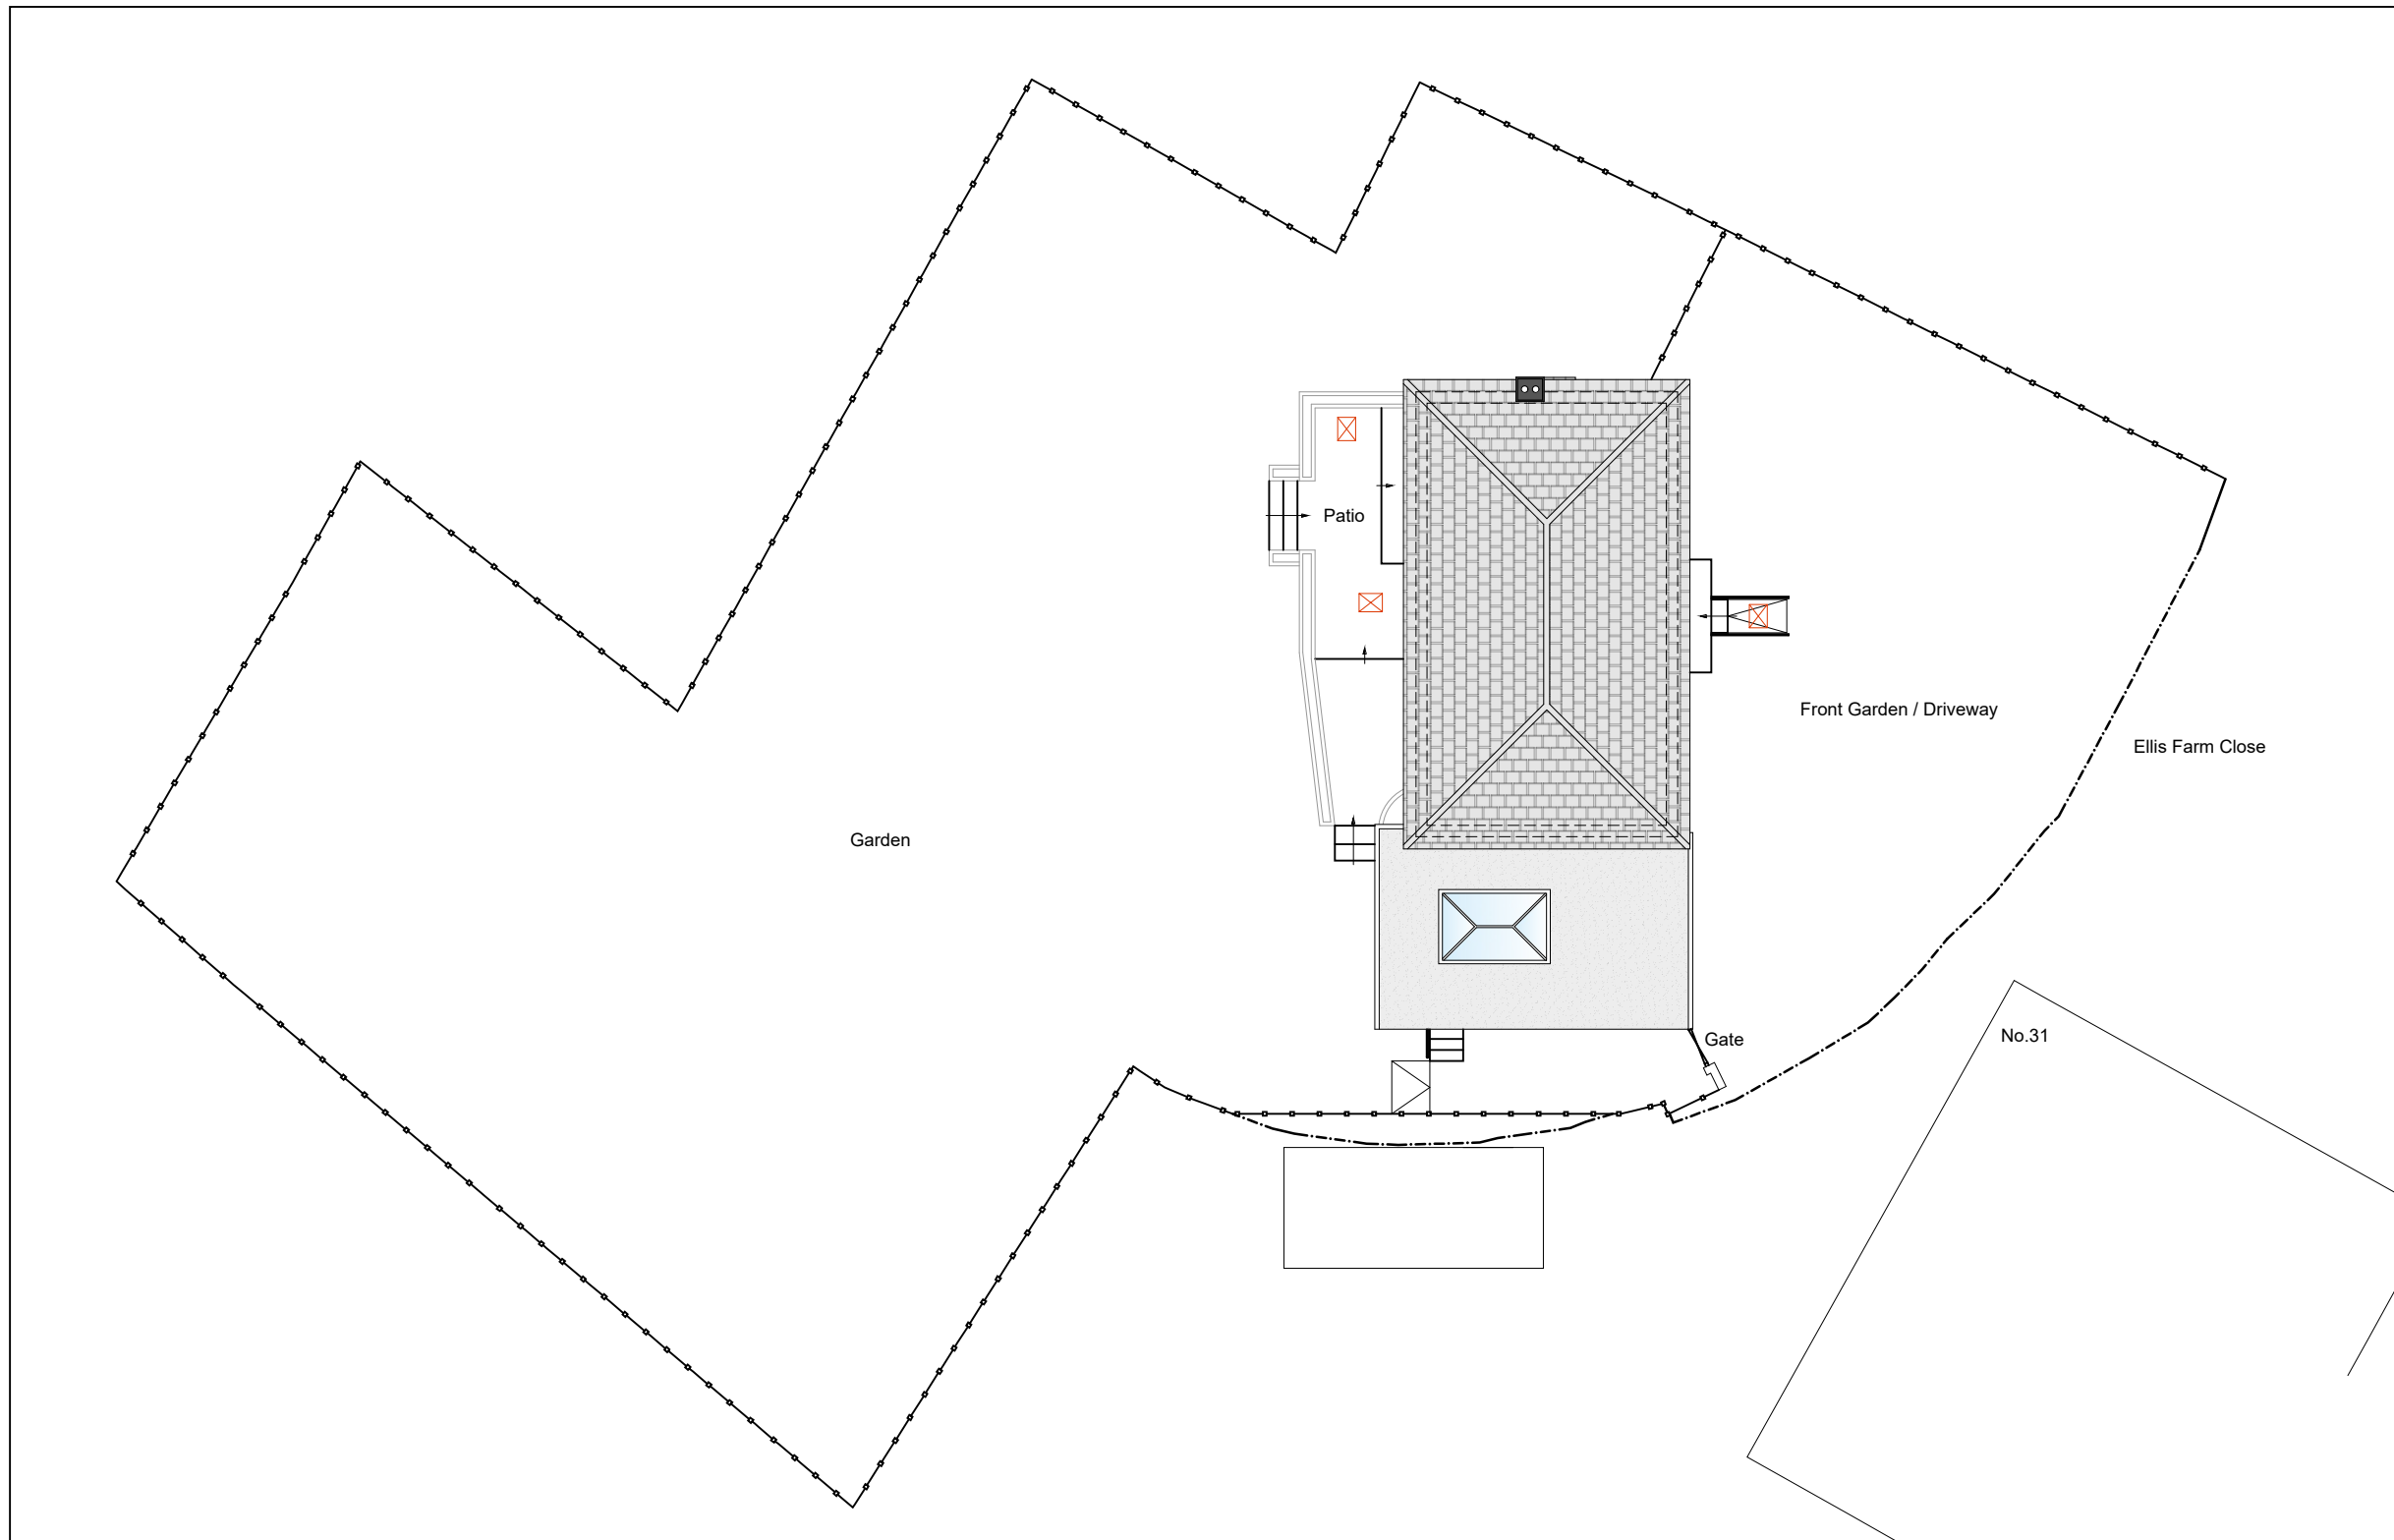 Patio
Front Garden / Driveway
Ellis Farm Close
Garden
No.31
Gate